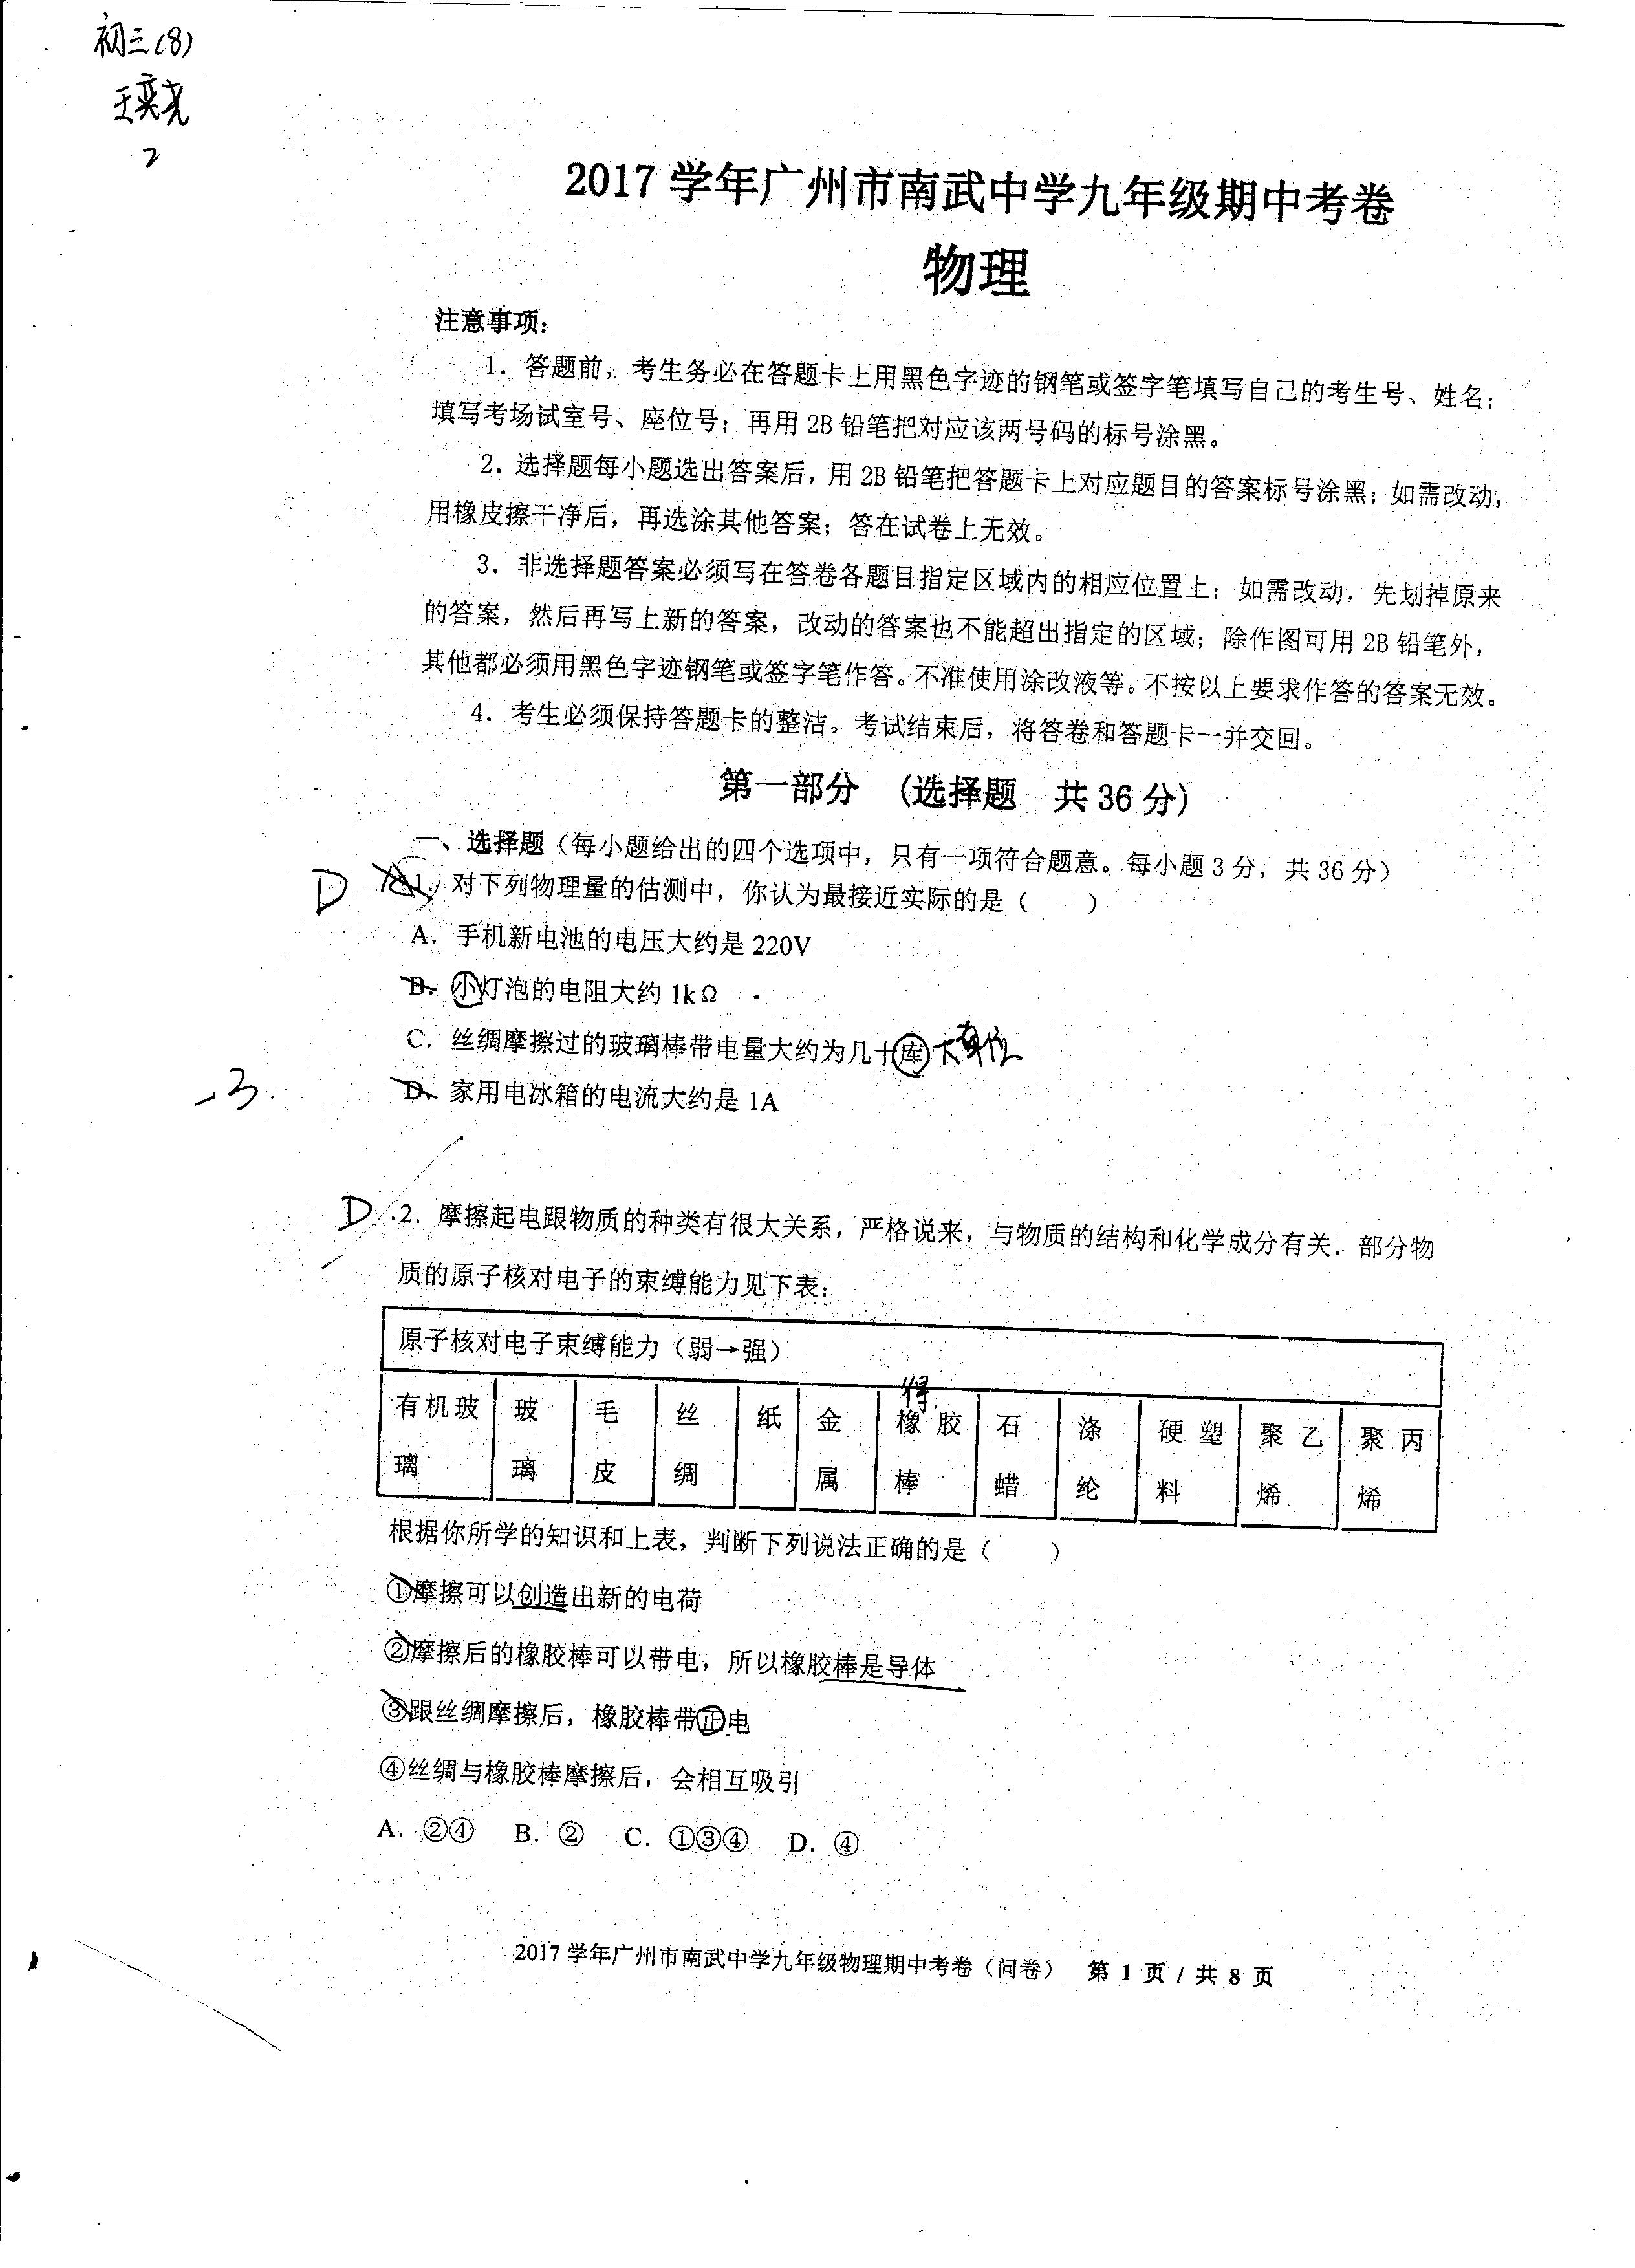 初三(8)
王奕尧
2
2017 学年广州市南武中学九年级期中考卷
物理
注意事项：
1. 答题前，考生务必在答题卡上用黑色字迹的钢笔或签字笔填写自己的考生号、姓名；
填写考场试室号、座位号；再用 2B 铅笔把对应该两号码的标号涂黑。
2. 选择题每小题选出答案后，用 2B 铅笔把答题卡上对应题目的答案标号涂黑；如需改动，
用橡皮擦干净后，再选涂其他答案；答在试卷上无效。
3. 非选择题答案必须写在答卷各题目指定区域内的相应位置上；如需改动，先划掉原来
的答案，然后再写上新的答案，改动的答案也不能超出指定的区域；除作图可用 2B 铅笔外，
其他都必须用黑色字迹钢笔或签字笔作答。不准使用涂改液等。不按以上要求作答的答案无效。
4. 考生必须保持答题卡的整洁。考试结束后，将答卷和答题卡一并交回。
第一部分 （选择题 共 36 分）
一、选择题（每小题给出的四个选项中，只有一项符合题意。每小题 3 分，共 36 分）
D 1. 对下列物理量的估测中，你认为最接近实际的是（ ）
A. 手机新电池的电压大约是 220V
B. 小灯泡的电阻大约 1kΩ
C. 丝绸摩擦过的玻璃棒带电量大约为几十库
D、家用电冰箱的电流大约是 1A
-3
D 2. 摩擦起电跟物质的种类有很大关系，严格说来，与物质的结构和化学成分有关. 部分物
质的原子核对电子的束缚能力见下表：
原子核对电子束缚能力（弱→强）
得
有机玻璃 玻璃 毛皮 丝绸 纸 金属 橡胶棒 石蜡 涤纶 硬塑料 聚乙烯 聚丙烯
根据你所学的知识和上表，判断下列说法正确的是（ ）
①摩擦可以创造出新的电荷
②摩擦后的橡胶棒可以带电，所以橡胶棒是导体
③跟丝绸摩擦后，橡胶棒带正电
④丝绸与橡胶棒摩擦后，会相互吸引
A. ②④ B. ② C. ①③④ D. ④
2017 学年广州市南武中学九年级物理期中考卷（问卷） 第 1 页 / 共 8 页